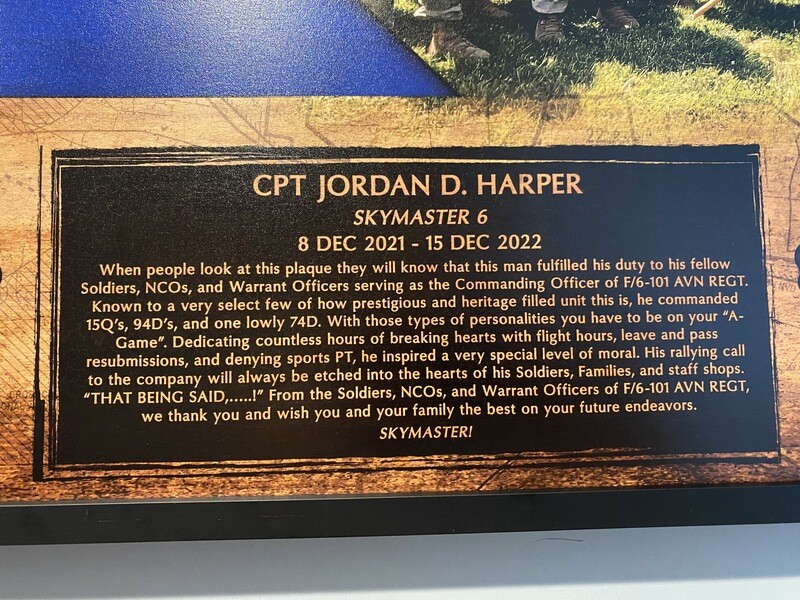 CPT JORDAN D. HARPER
SKYMASTER 6
8 DEC 2021 - 15 DEC 2022
When people look at this plaque they will know that this man fulfilled his duty to his fellow
Soldiers, NCOs, and Warrant Officers serving as the Commanding Officer of F/6-101 AVN REGT.
Known to a very select few of how prestigious and heritage filled unit this is, he commanded
15Q's, 94D's, and one lowly 74D. With those types of personalities you have to be on your "A-
Game". Dedicating countless hours of breaking hearts with flight hours, leave and pass
resubmissions, and denying sports PT, he inspired a very special level of moral. His rallying call
to the company will always be etched into the hearts of his Soldiers, Families, and staff shops.
"THAT BEING SAID,.....!" From the Soldiers, NCOs, and Warrant Officers of F/6-101 AVN REGT,
we thank you and wish you and your family the best on your future endeavors.
SKYMASTER!